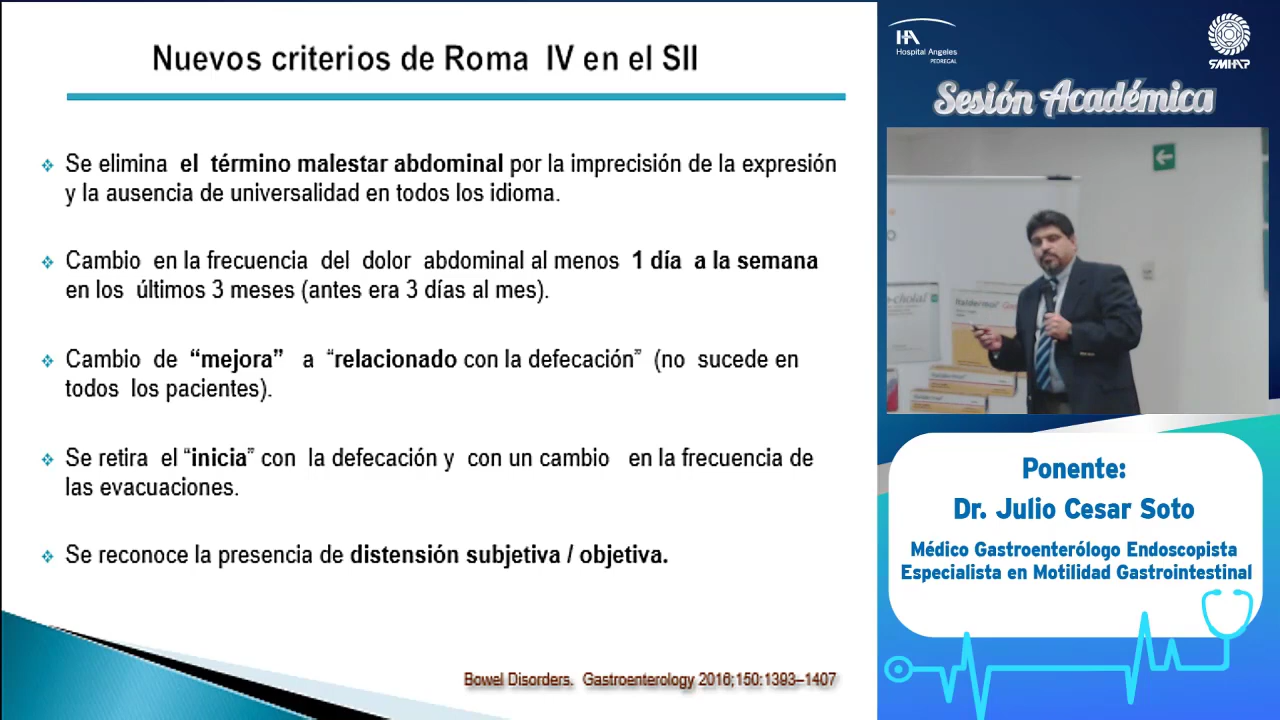 Nuevos criterios de Roma IV en el SII
Se elimina el término malestar abdominal por la imprecisión de la expresión
y la ausencia de universalidad en todos los idioma.
Cambio en la frecuencia del dolor abdominal al menos 1 día a la semana
en los últimos 3 meses (antes era 3 días al mes).
Cambio de “mejora” a “relacionado con la defecación” (no sucede en
todos los pacientes).
Se retira el “inicia” con la defecación y con un cambio en la frecuencia de
las evacuaciones.
Se reconoce la presencia de distensión subjetiva / objetiva.
Bowel Disorders. Gastroenterology 2016;150:1393–1407
HA
Hospital Angeles
PEDREGAL
SMHAP
Sesión Académica
Ponente:
Dr. Julio Cesar Soto
Médico Gastroenterólogo Endoscopista
Especialista en Motilidad Gastrointestinal